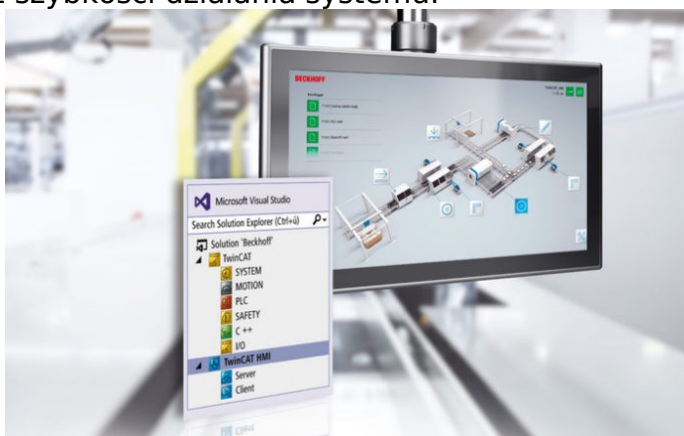 szybkości działania systemu.
BECKHOFF
Microsoft Visual Studio
Search Solution Explorer (Ctrl+ü)
Solution 'Beckhoff'
TwinCAT
SYSTEM
MOTION
PLC
SAFETY
C ++
I/O
TwinCAT HMI
Server
Client